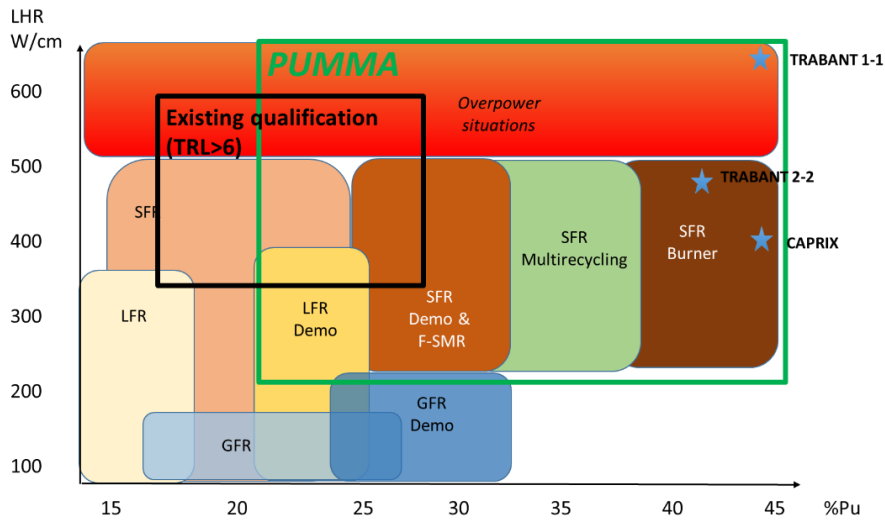 LHR
W/cm
600
500
400
300
200
100
PUMMA
TRABANT 1-1
Existing qualification
(TRL>6)
Overpower
situations
SFR
TRABANT 2-2
SFR
Multirecycling
SFR
Burner
CAPRIX
LFR
LFR
Demo
SFR
Demo &
F-SMR
GFR
GFR
Demo
15
20
25
30
35
40
45
%Pu